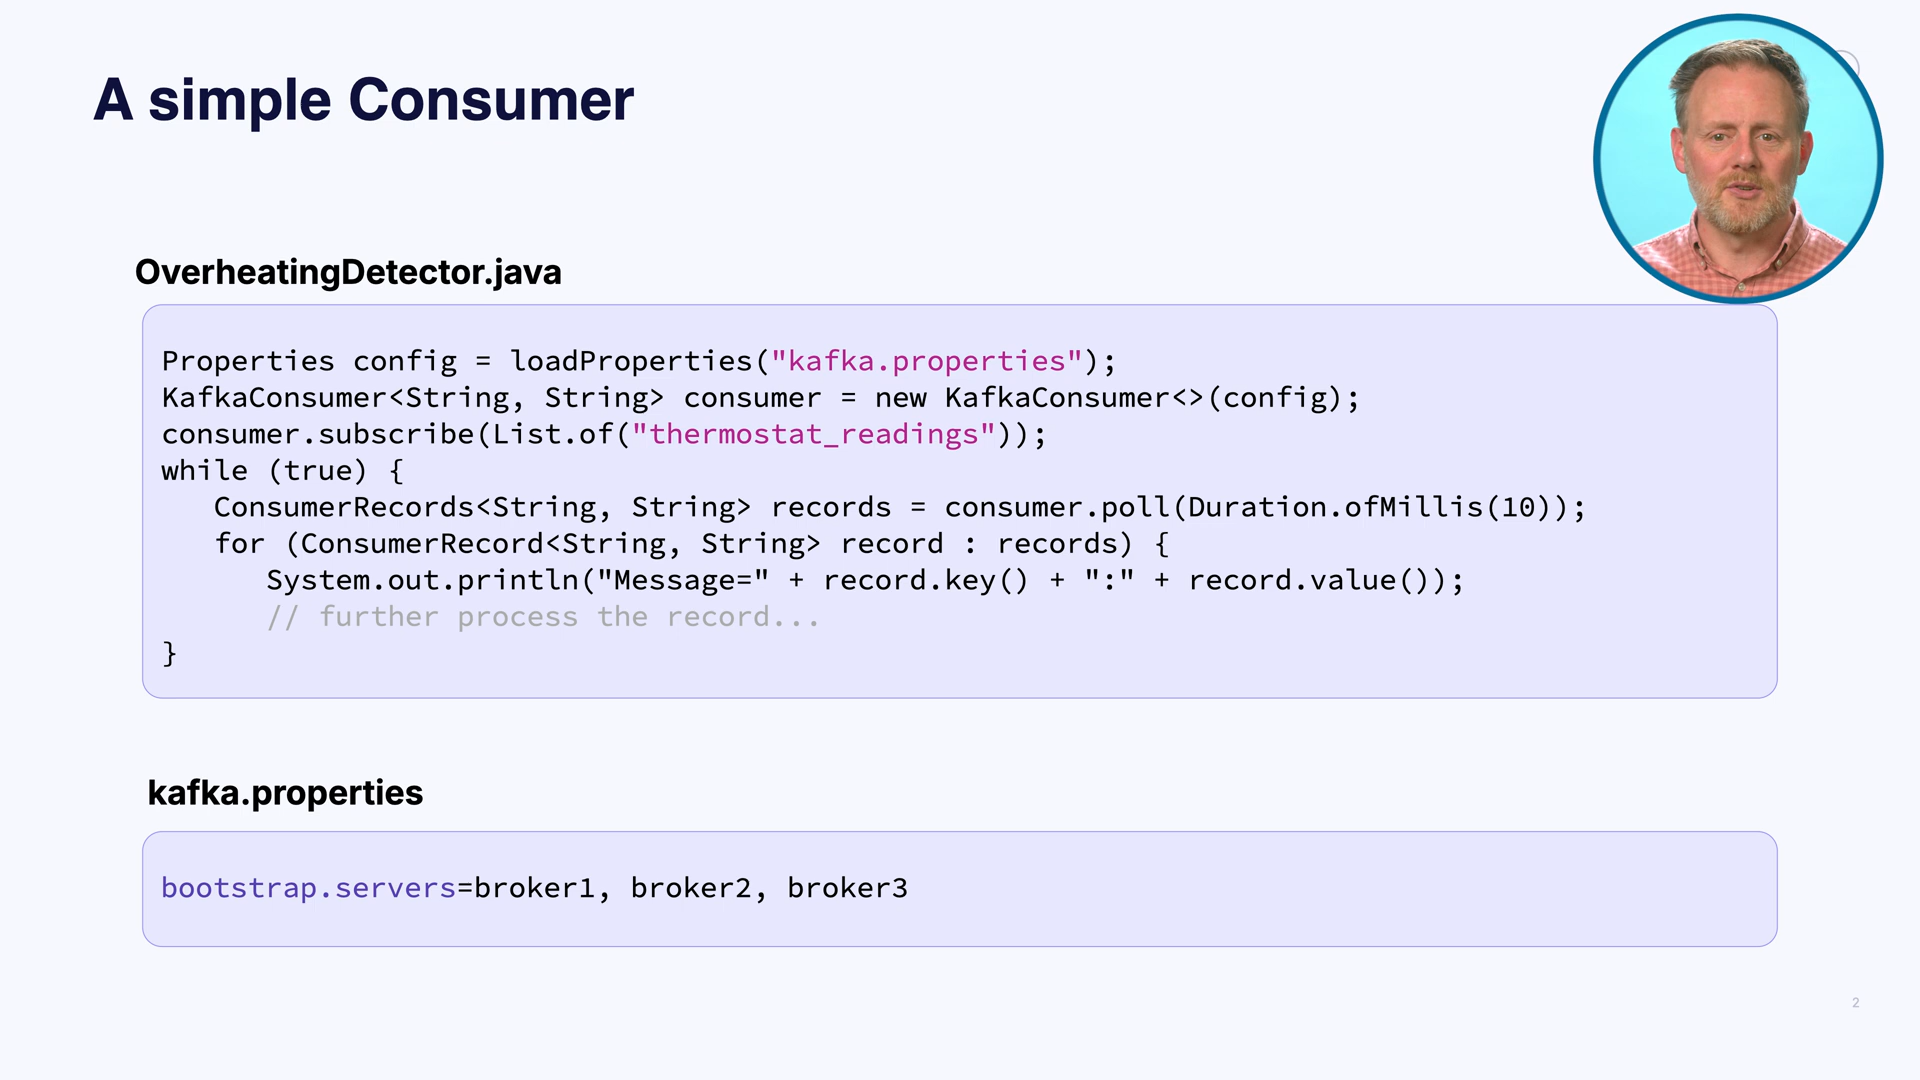 A simple Consumer
OverheatingDetector.java
Properties config = loadProperties("kafka.properties");
KafkaConsumer<String, String> consumer = new KafkaConsumer<>(config);
consumer.subscribe(List.of("thermostat_readings"));
while (true) {
   ConsumerRecords<String, String> records = consumer.poll(Duration.ofMillis(10));
   for (ConsumerRecord<String, String> record : records) {
      System.out.println("Message=" + record.key() + ":" + record.value());
      // further process the record...
}
kafka.properties
bootstrap.servers=broker1, broker2, broker3
2